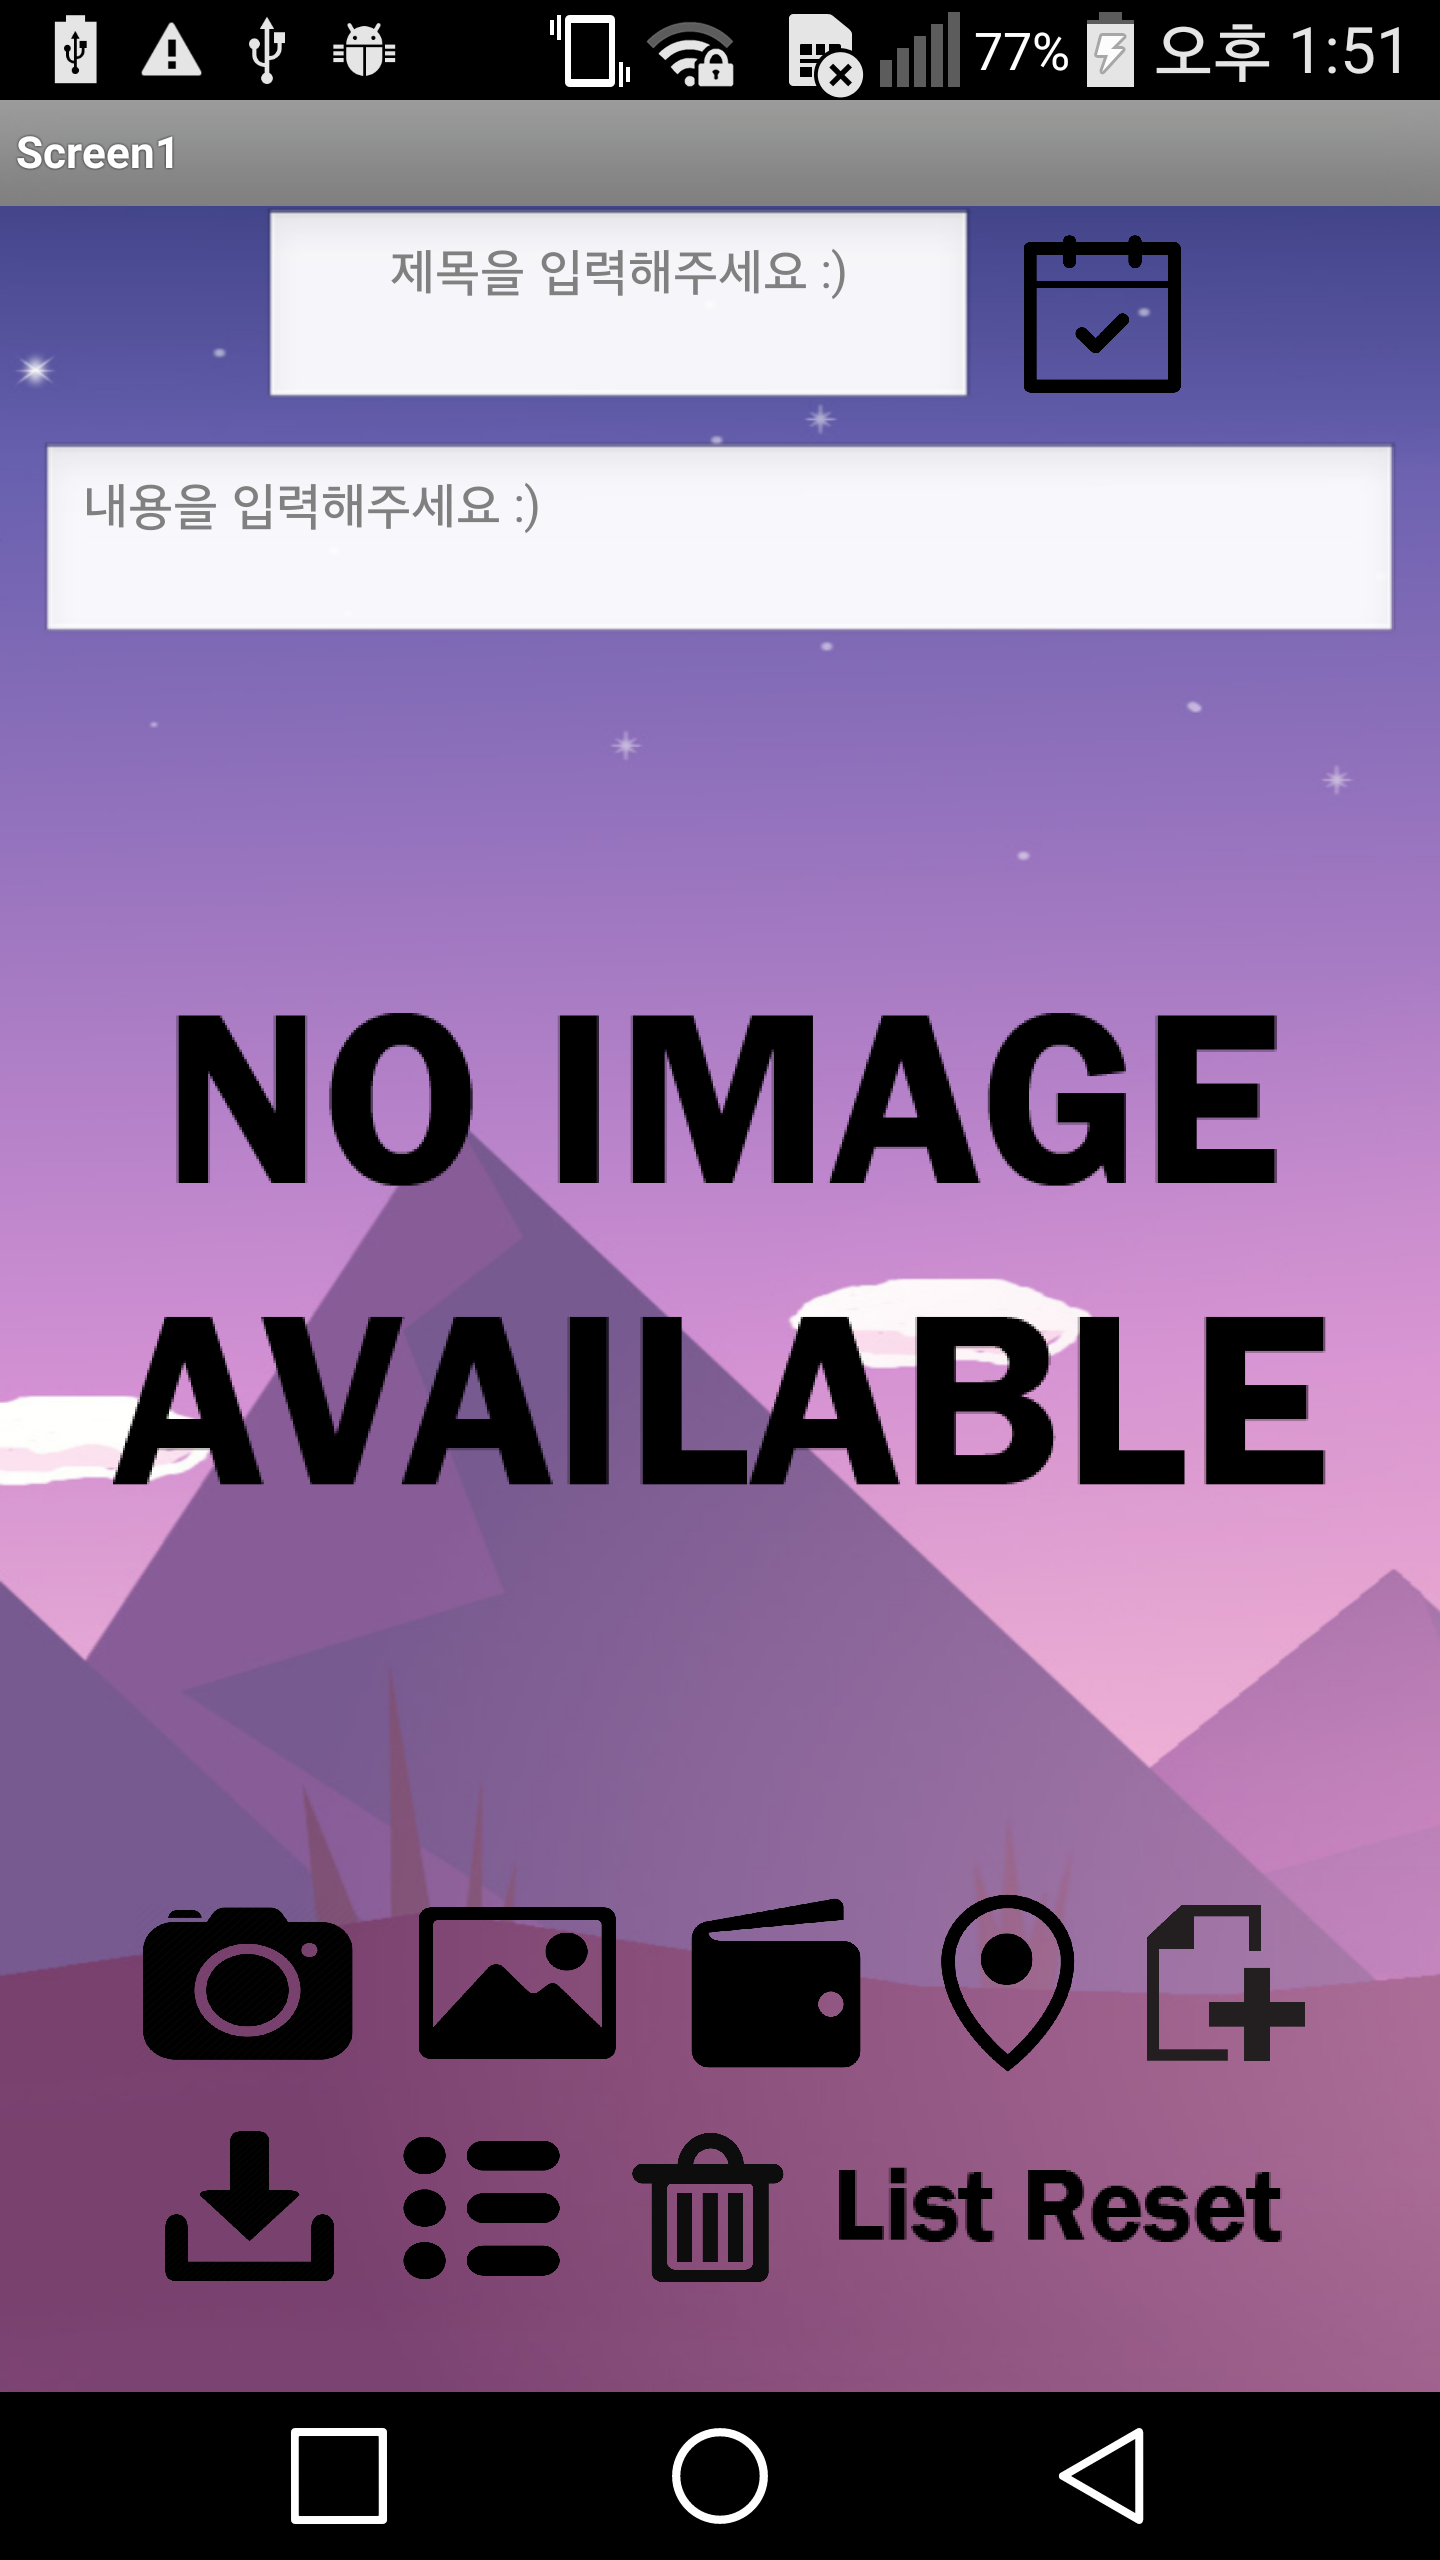 77% 오후 1:51
Screen1
제목을 입력해주세요 :)
내용을 입력해주세요 :)
NO IMAGE
AVAILABLE
List Reset